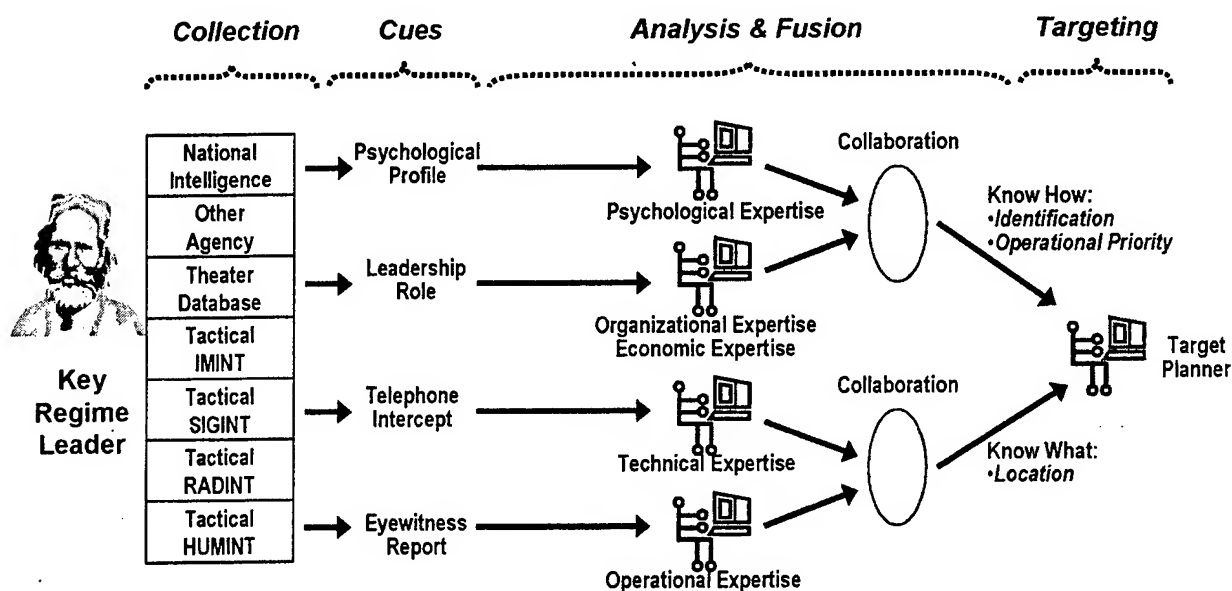 Collection
Cues
Analysis & Fusion
Targeting
National
Intelligence
Other
Agency
Theater
Database
Tactical
IMINT
Tactical
SIGINT
Tactical
RADINT
Tactical
HUMINT
Key
Regime
Leader
Psychological
Profile
Leadership
Role
Telephone
Intercept
Eyewitness
Report
Psychological Expertise
Organizational Expertise
Economic Expertise
Technical Expertise
Operational Expertise
Collaboration
Collaboration
Know How:
•Identification
•Operational Priority
Know What:
•Location
Target
Planner